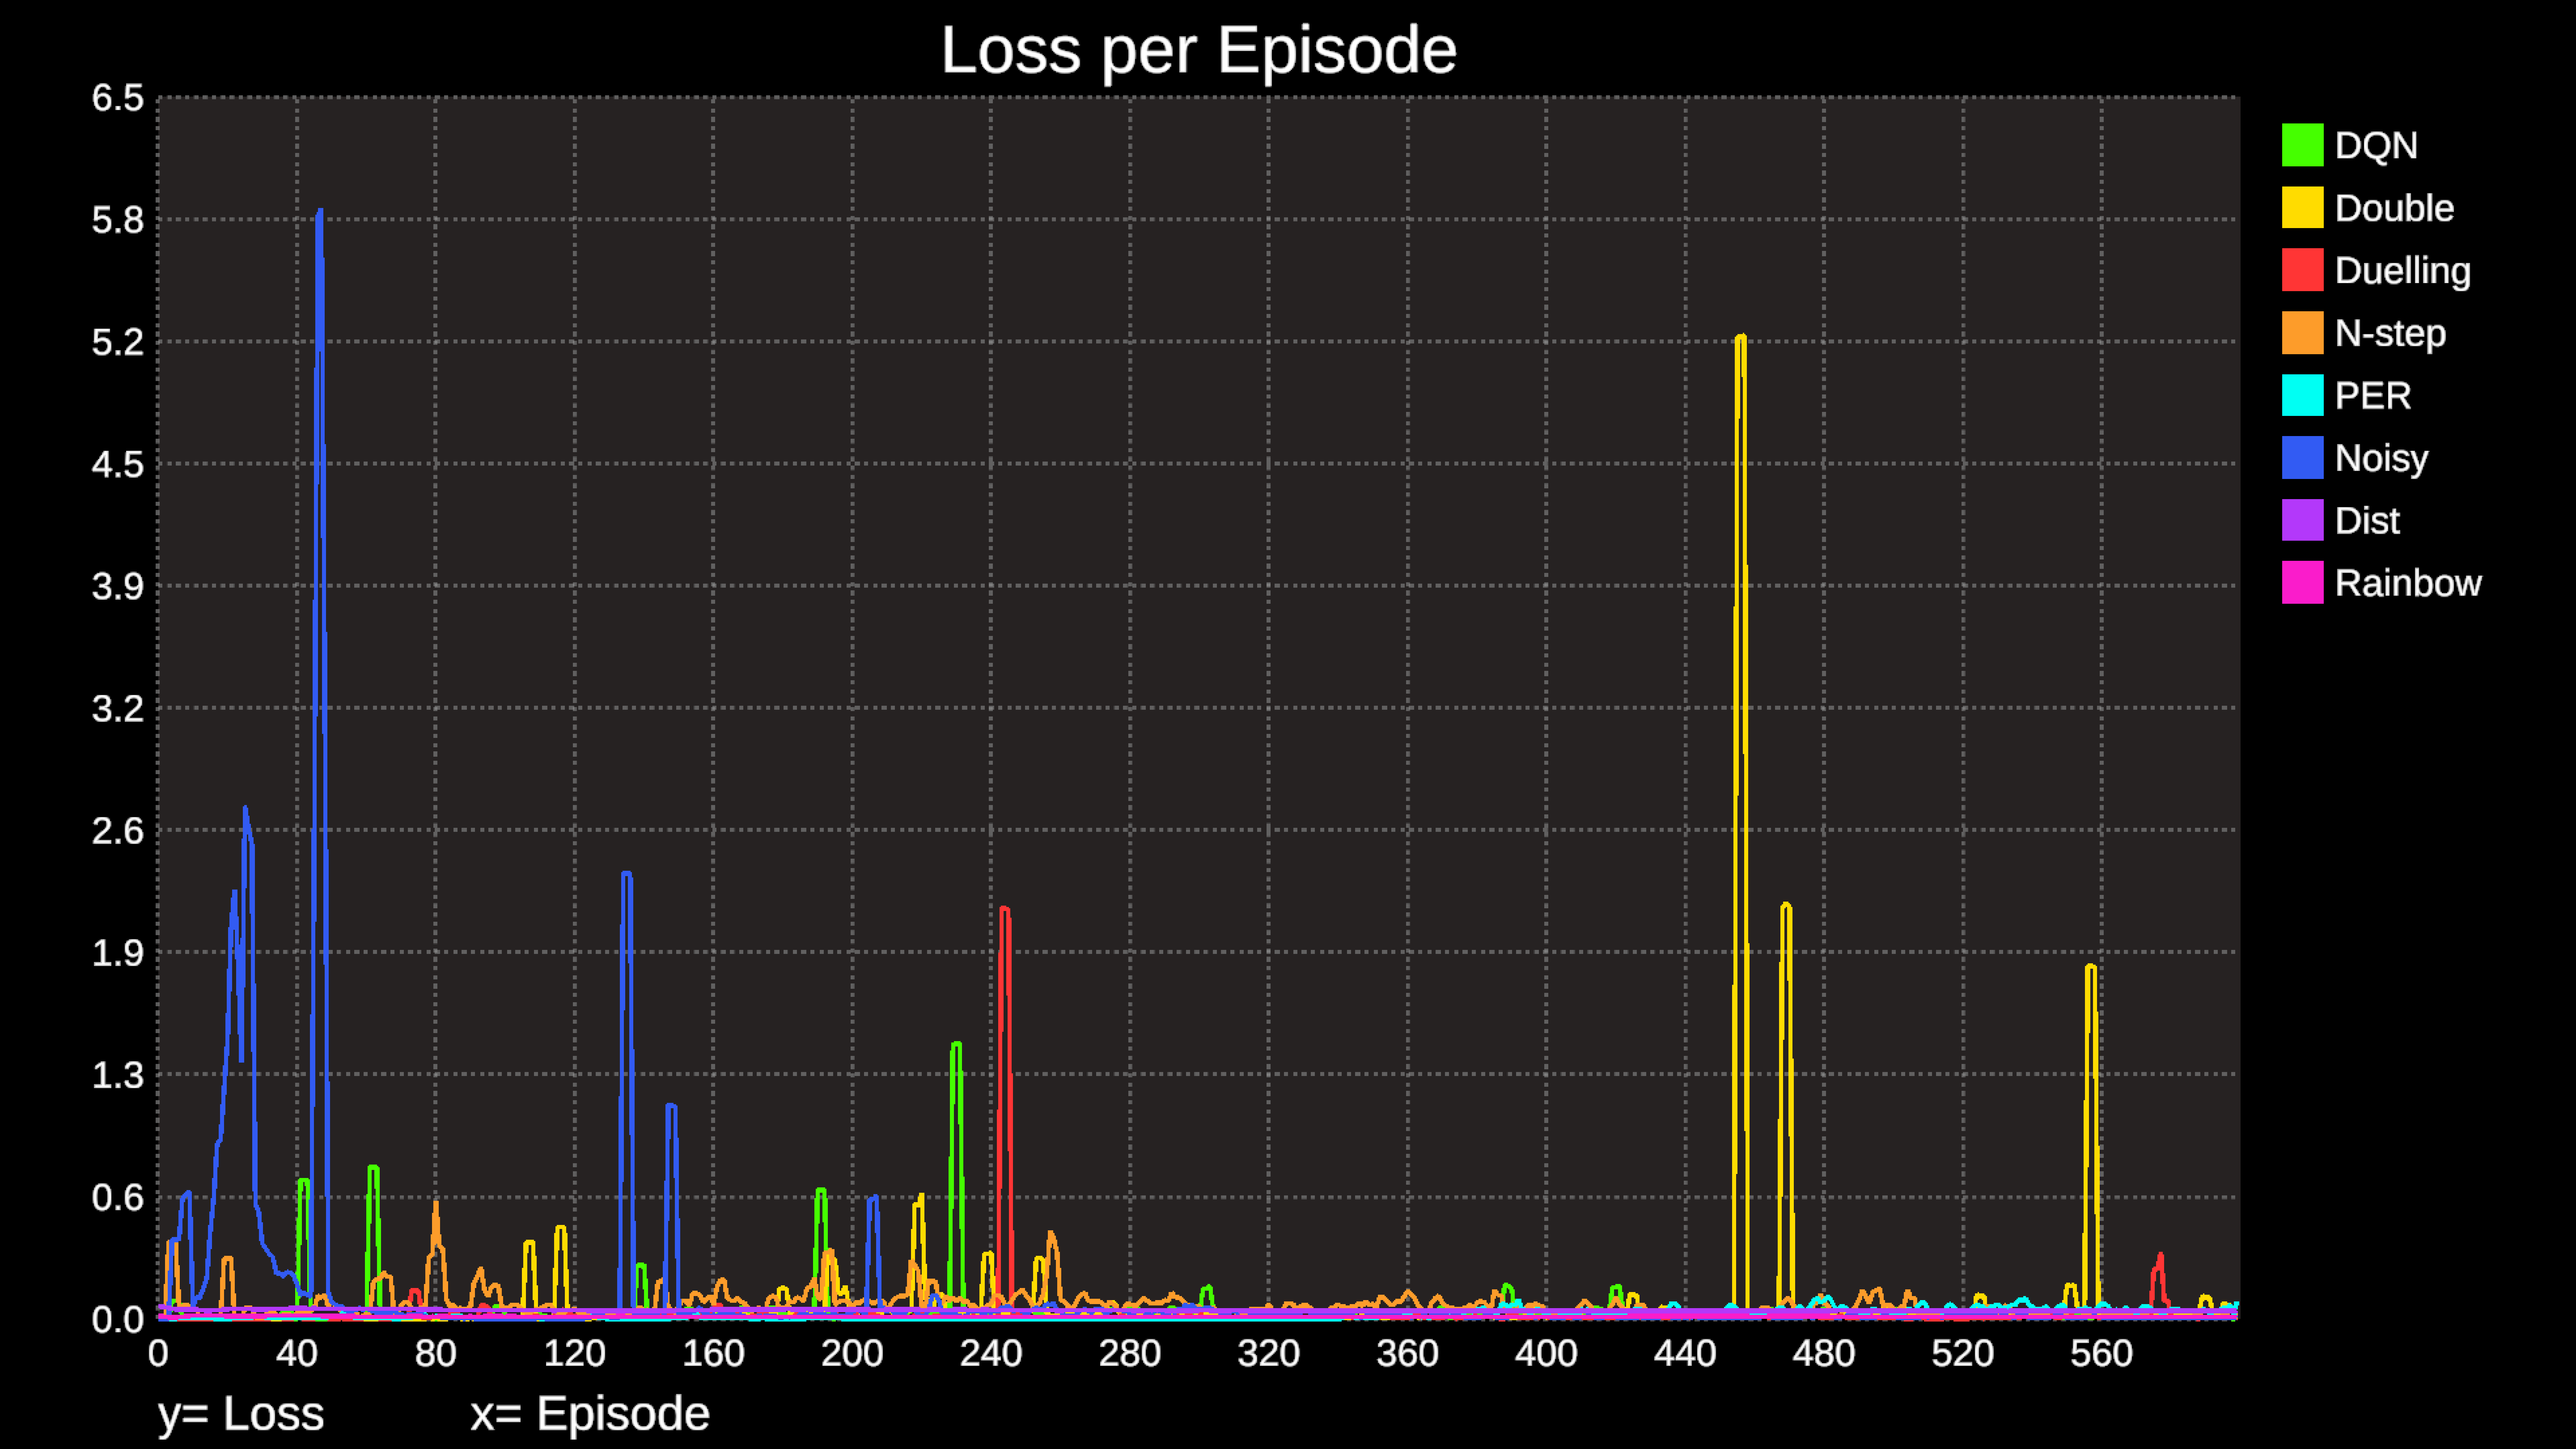 Loss per Episode
6.5
5.8
5.2
4.5
3.9
3.2
2.6
1.9
1.3
0.6
0.0
0 40 80 120 160 200 240 280 320 360 400 440 480 520 560
y= Loss x= Episode
DQN
Double
Duelling
N-step
PER
Noisy
Dist
Rainbow